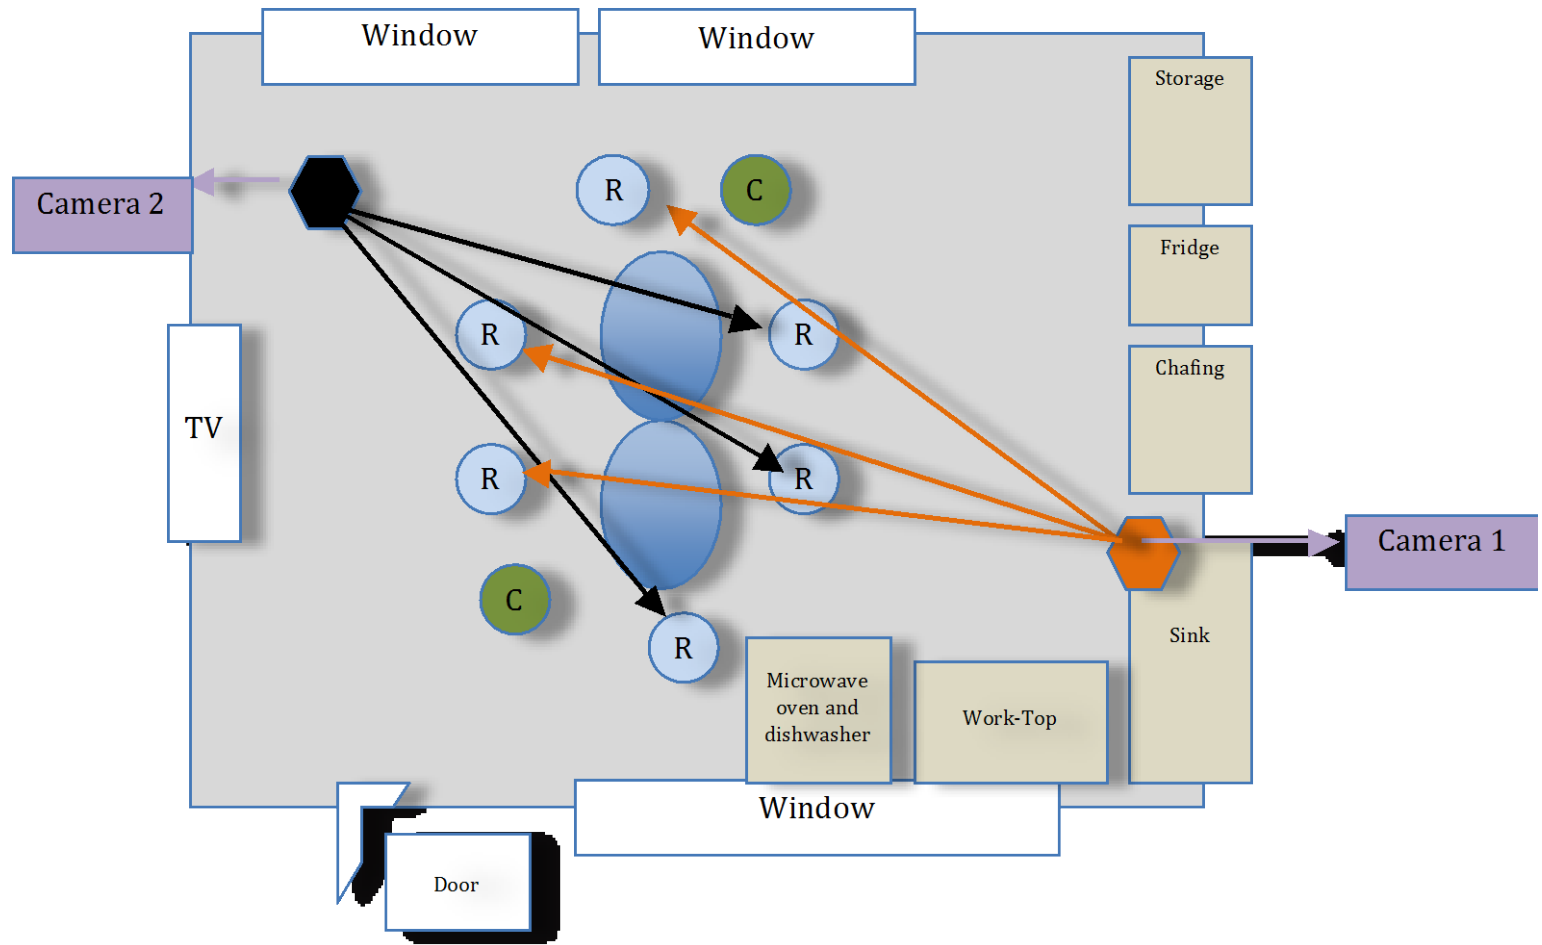 Window
Window
Storage
Camera 2
R
C
Fridge
R
R
Chafing
TV
R
R
Camera 1
C
Sink
R
Microwave
oven and
dishwasher
Work-Top
Window
Door